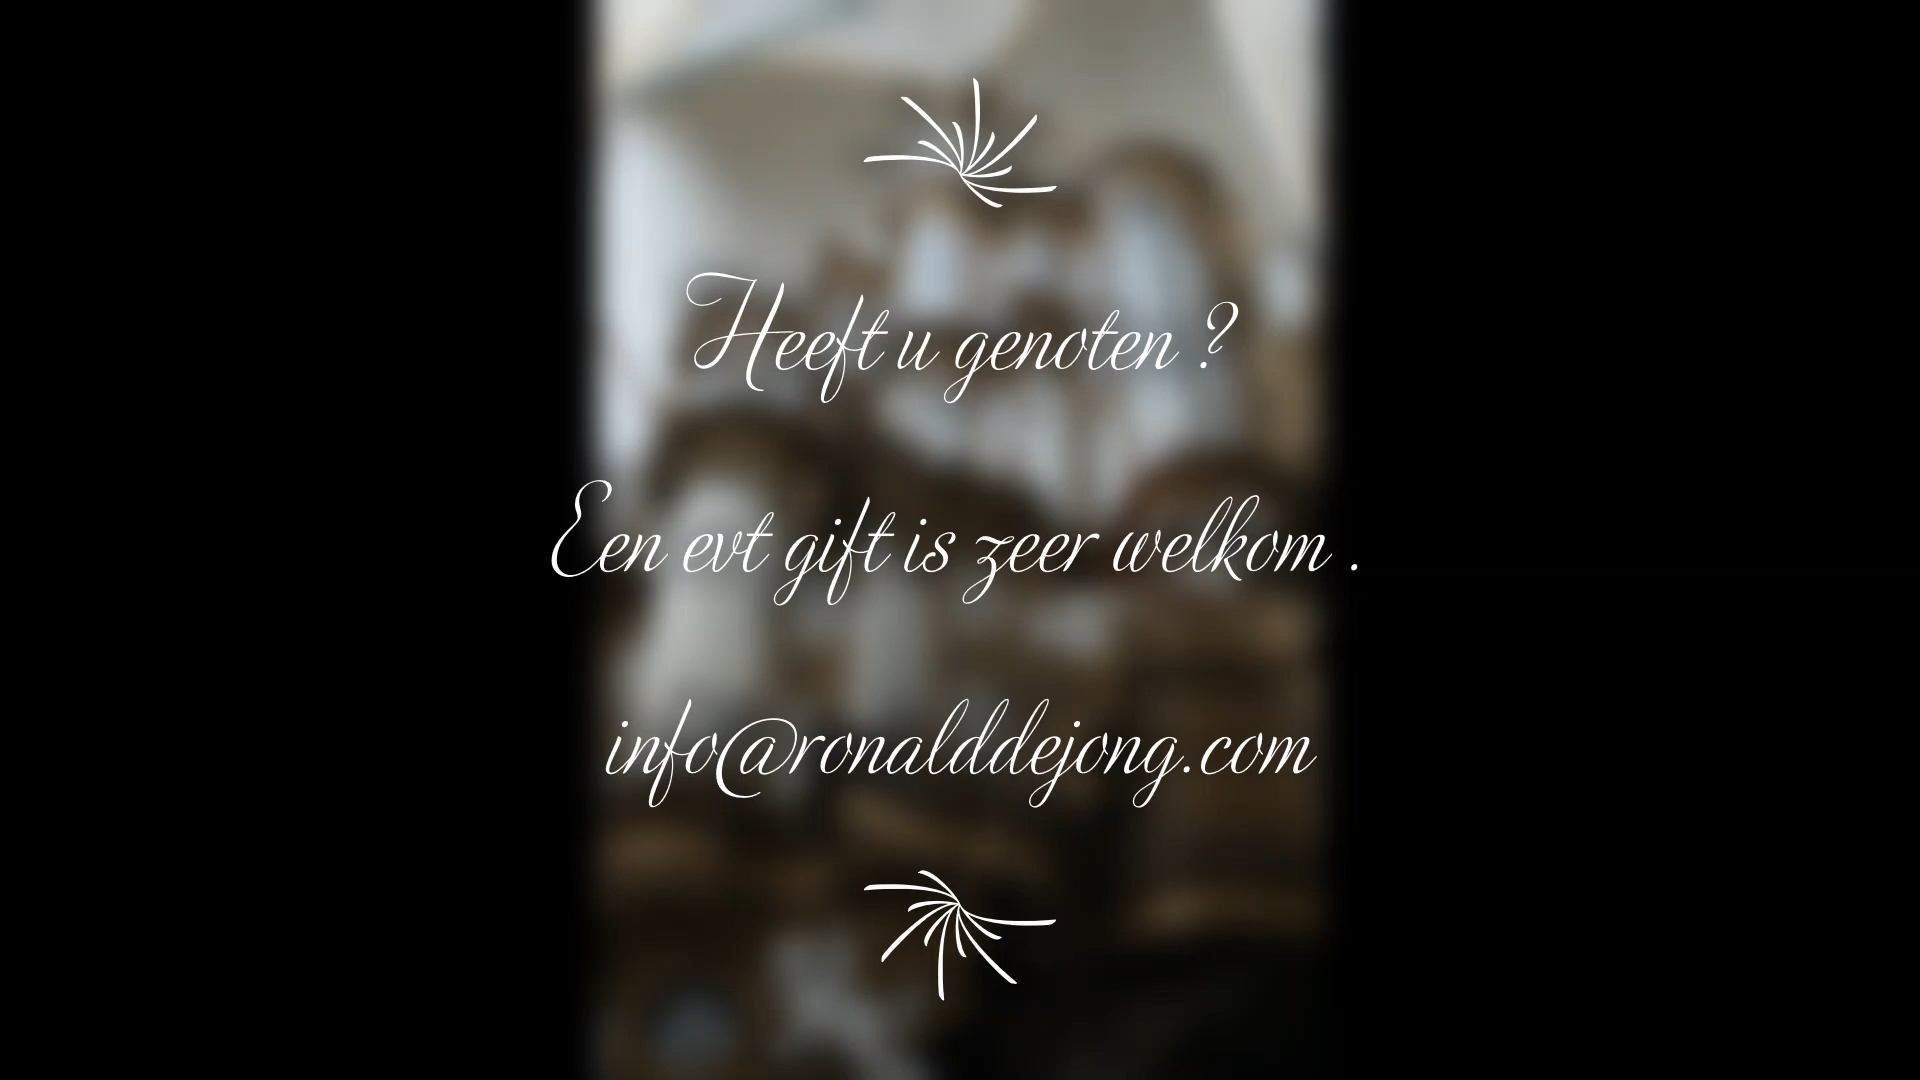 Heeft u genoten ?
Een evt gift is zeer welkom .
info@ronalddejong.com